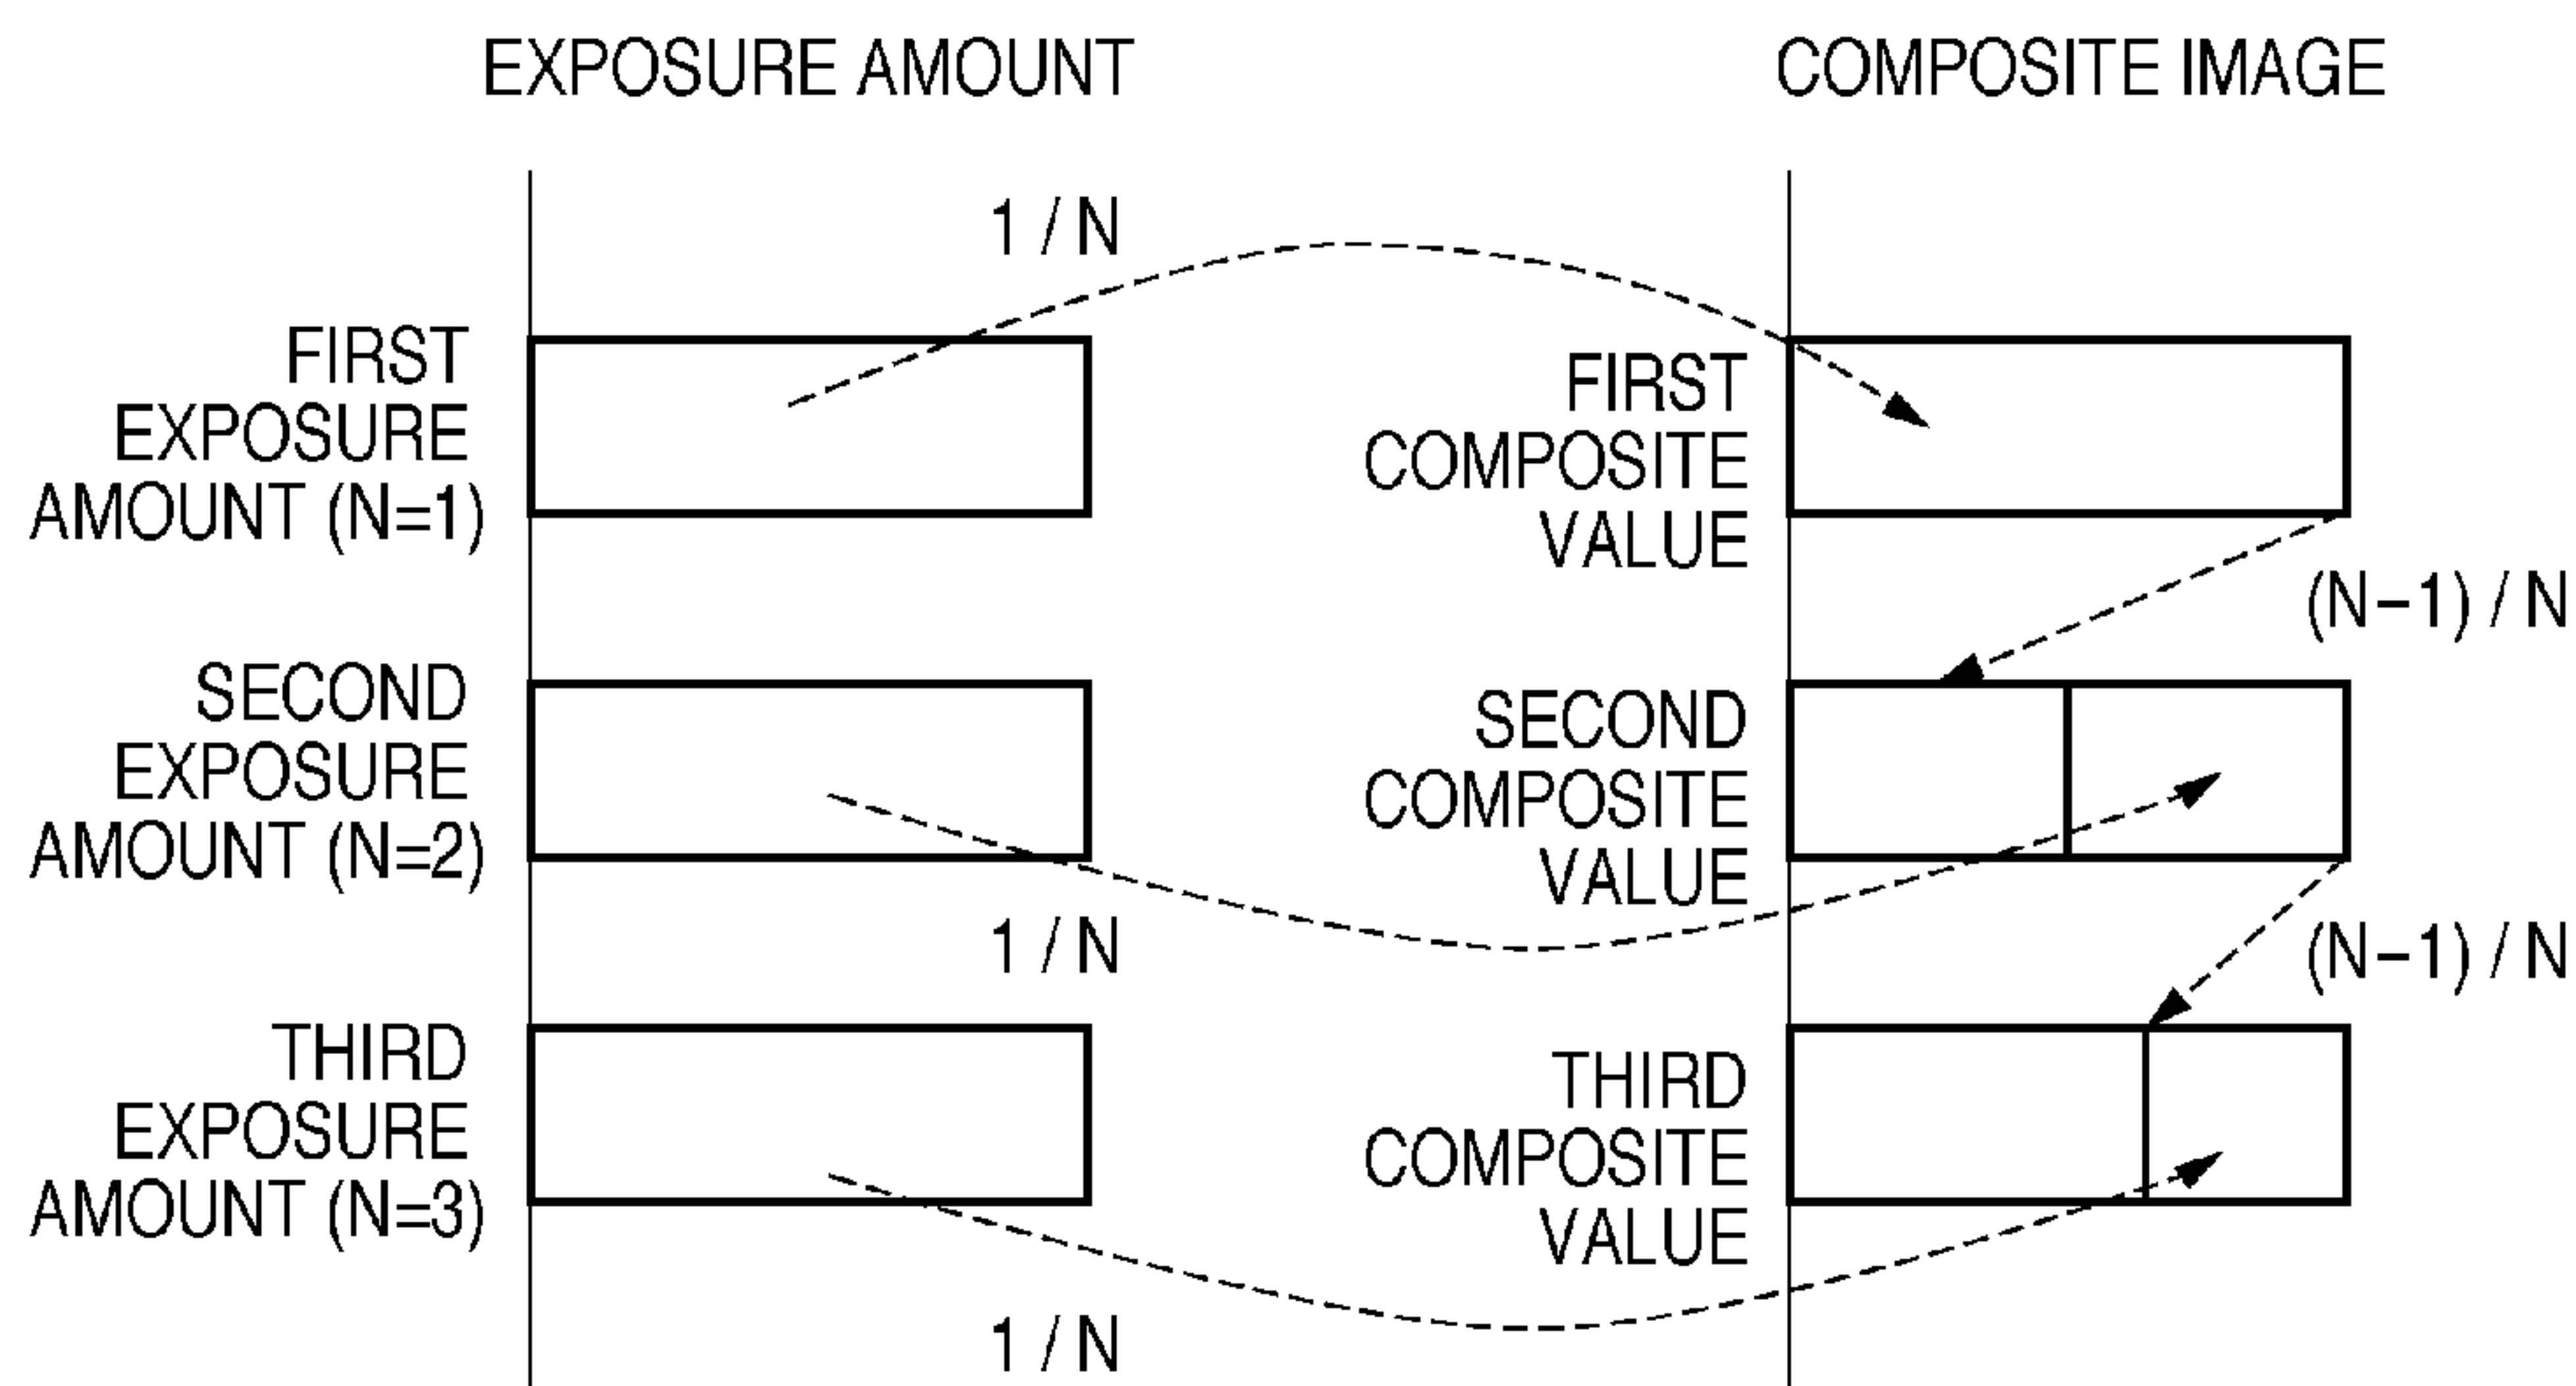 EXPOSURE AMOUNT
COMPOSITE IMAGE
1 / N
FIRST
EXPOSURE
AMOUNT (N=1)
FIRST
COMPOSITE
VALUE
(N−1) / N
SECOND
EXPOSURE
AMOUNT (N=2)
SECOND
COMPOSITE
VALUE
1 / N
(N−1) / N
THIRD
EXPOSURE
AMOUNT (N=3)
THIRD
COMPOSITE
VALUE
1 / N